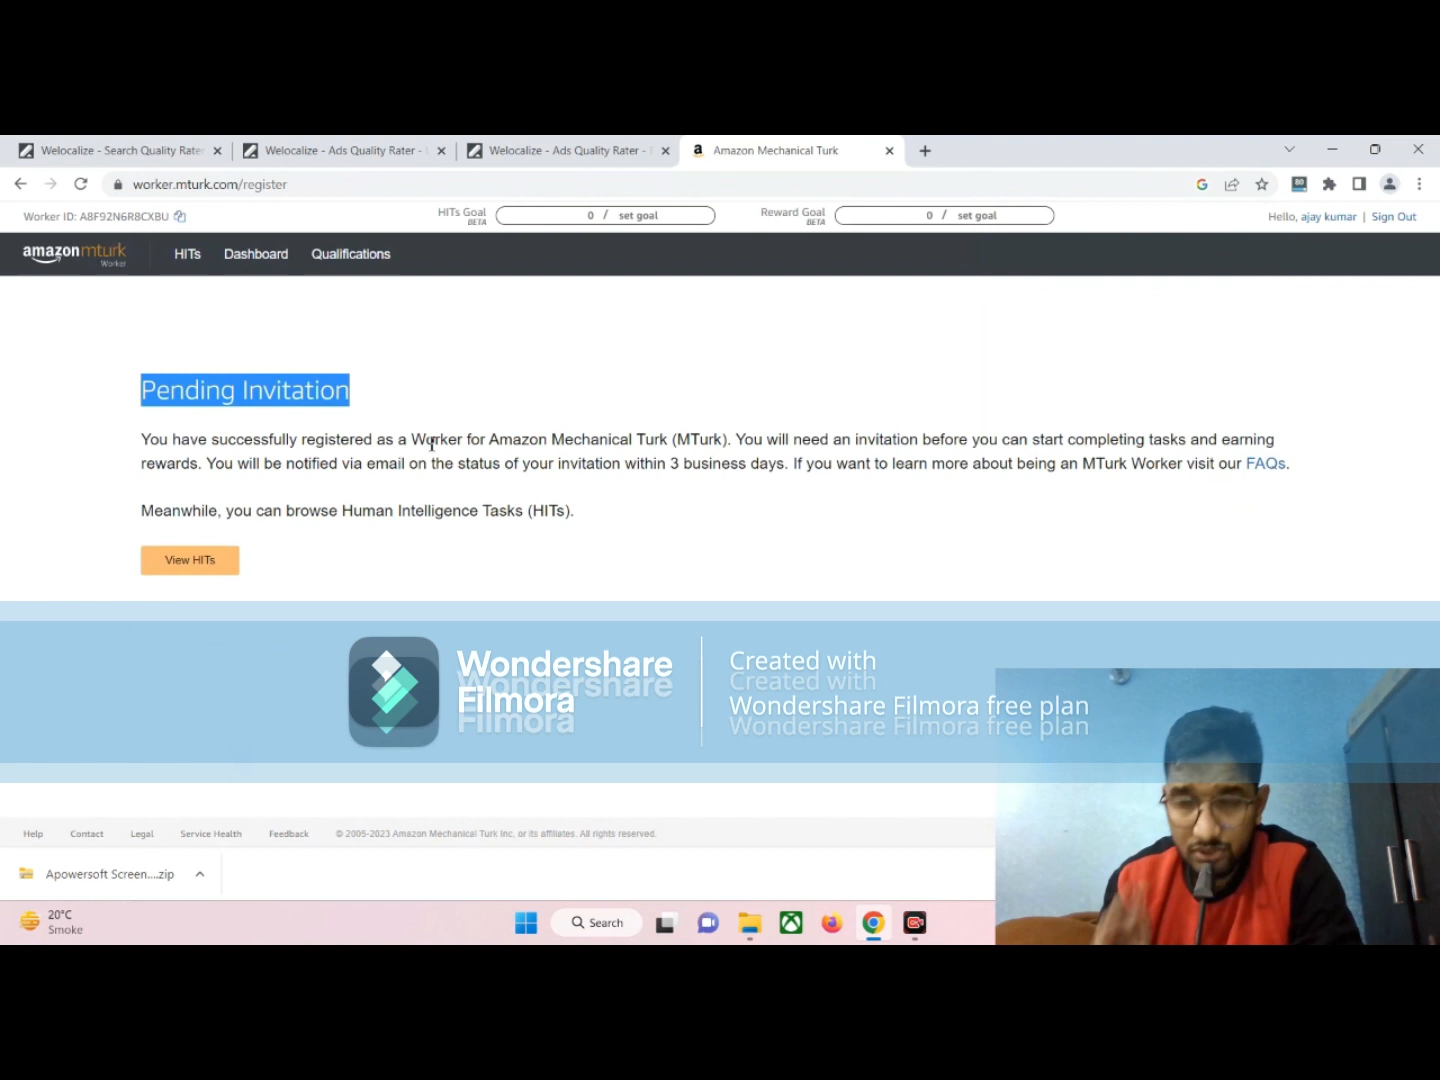 Welocalize - Search Quality Rater
Welocalize - Ads Quality Rater -
Welocalize - Ads Quality Rater -
Amazon Mechanical Turk
worker.mturk.com/register
Worker ID: A8F92N6R8CXBU
HITs Goal
BETA
0 / set goal
Reward Goal
BETA
0 / set goal
Hello, ajay kumar | Sign Out
amazonmturk
Worker
HITs
Dashboard
Qualifications
Pending Invitation
You have successfully registered as a Worker for Amazon Mechanical Turk (MTurk). You will need an invitation before you can start completing tasks and earning
rewards. You will be notified via email on the status of your invitation within 3 business days. If you want to learn more about being an MTurk Worker visit our FAQs.
Meanwhile, you can browse Human Intelligence Tasks (HITs).
View HITs
Wondershare
Filmora
Created with
Wondershare Filmora free plan
Help
Contact
Legal
Service Health
Feedback
© 2005-2023 Amazon Mechanical Turk Inc. or its affiliates. All rights reserved.
Apowersoft Screen....zip
20°C
Smoke
Search